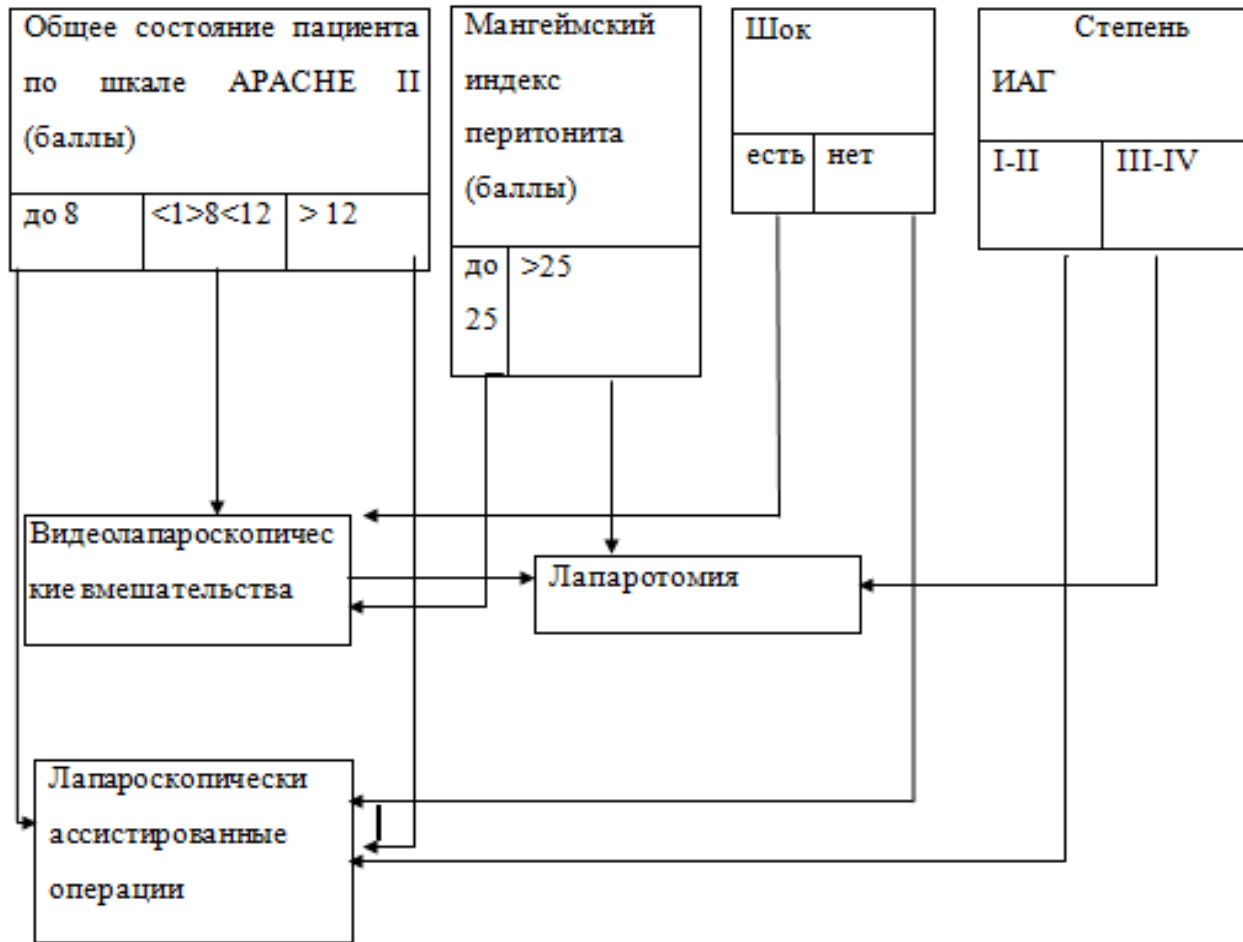 Общее состояние пациента
по шкале APACHE II
(баллы)
до 8
<1>8<12
> 12
Мангеймский
индекс
перитонита
(баллы)
до
25
>25
Шок
есть
нет
Степень
ИАГ
I-II
III-IV
Видеолапароскопичес
кие вмешательства
Лапаротомия
Лапароскопически
ассистированные
операции